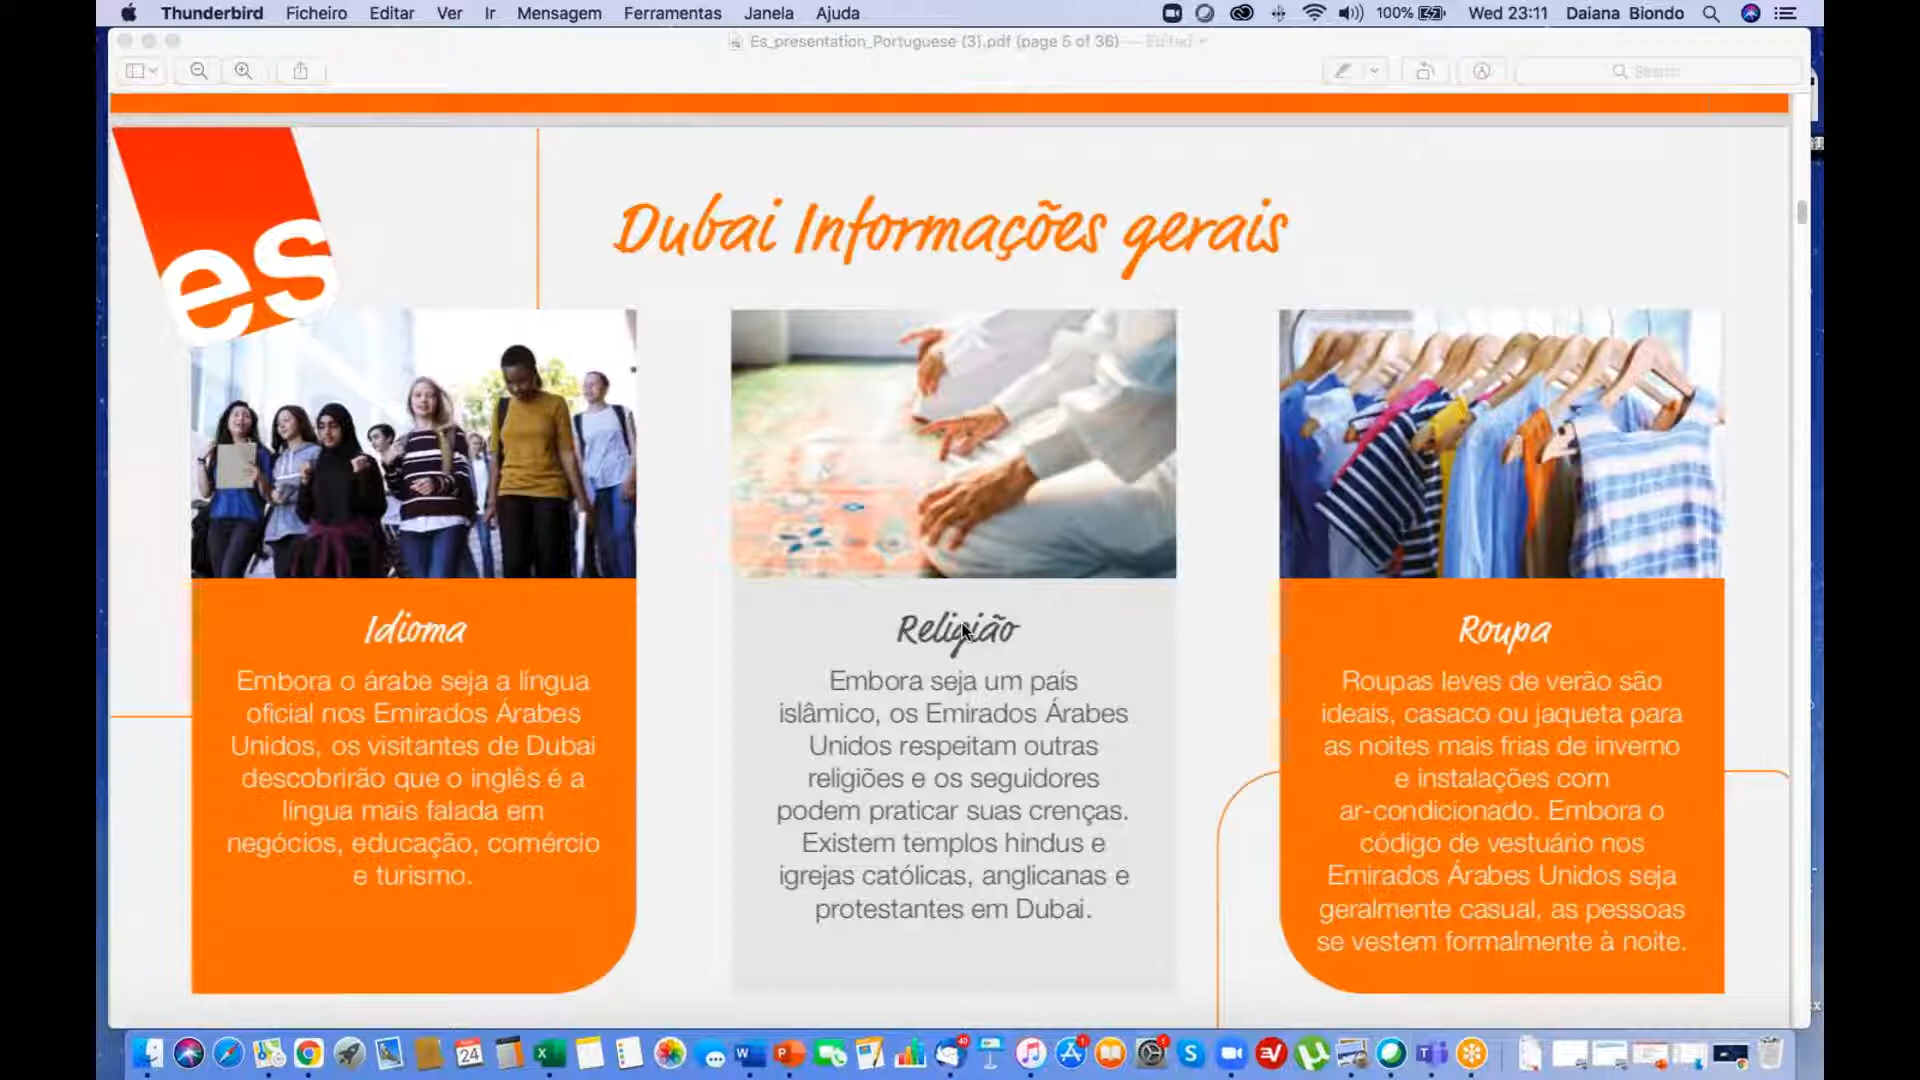 Thunderbird Ficheiro Editar Ver Ir Mensagem Ferramentas Janela Ajuda 100% Wed 23:11 Daiana Biondo
Es_presentation_Portuguese (3).pdf (page 5 of 36) — Edited
Search
es
Dubai Informações gerais
Idioma
Embora o árabe seja a língua
oficial nos Emirados Árabes
Unidos, os visitantes de Dubai
descobrirão que o inglês é a
língua mais falada em
negócios, educação, comércio
e turismo.
Religião
Embora seja um país
islâmico, os Emirados Árabes
Unidos respeitam outras
religiões e os seguidores
podem praticar suas crenças.
Existem templos hindus e
igrejas católicas, anglicanas e
protestantes em Dubai.
Roupa
Roupas leves de verão são
ideais, casaco ou jaqueta para
as noites mais frias de inverno
e instalações com
ar-condicionado. Embora o
código de vestuário nos
Emirados Árabes Unidos seja
geralmente casual, as pessoas
se vestem formalmente à noite.
24
40
1
1